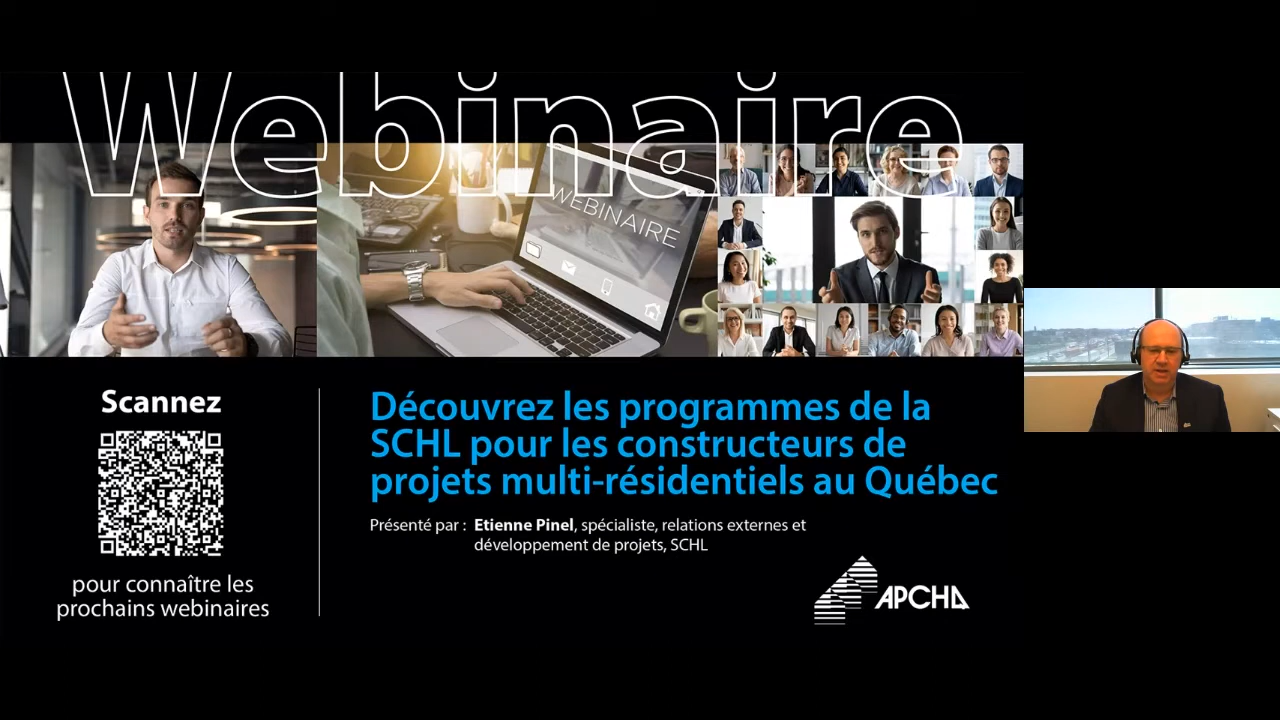 Webinaire
WEBINAIRE
Scannez
pour connaître les
prochains webinaires
Découvrez les programmes de la
SCHL pour les constructeurs de
projets multi-résidentiels au Québec
Présenté par : Etienne Pinel, spécialiste, relations externes et
développement de projets, SCHL
APCHQ